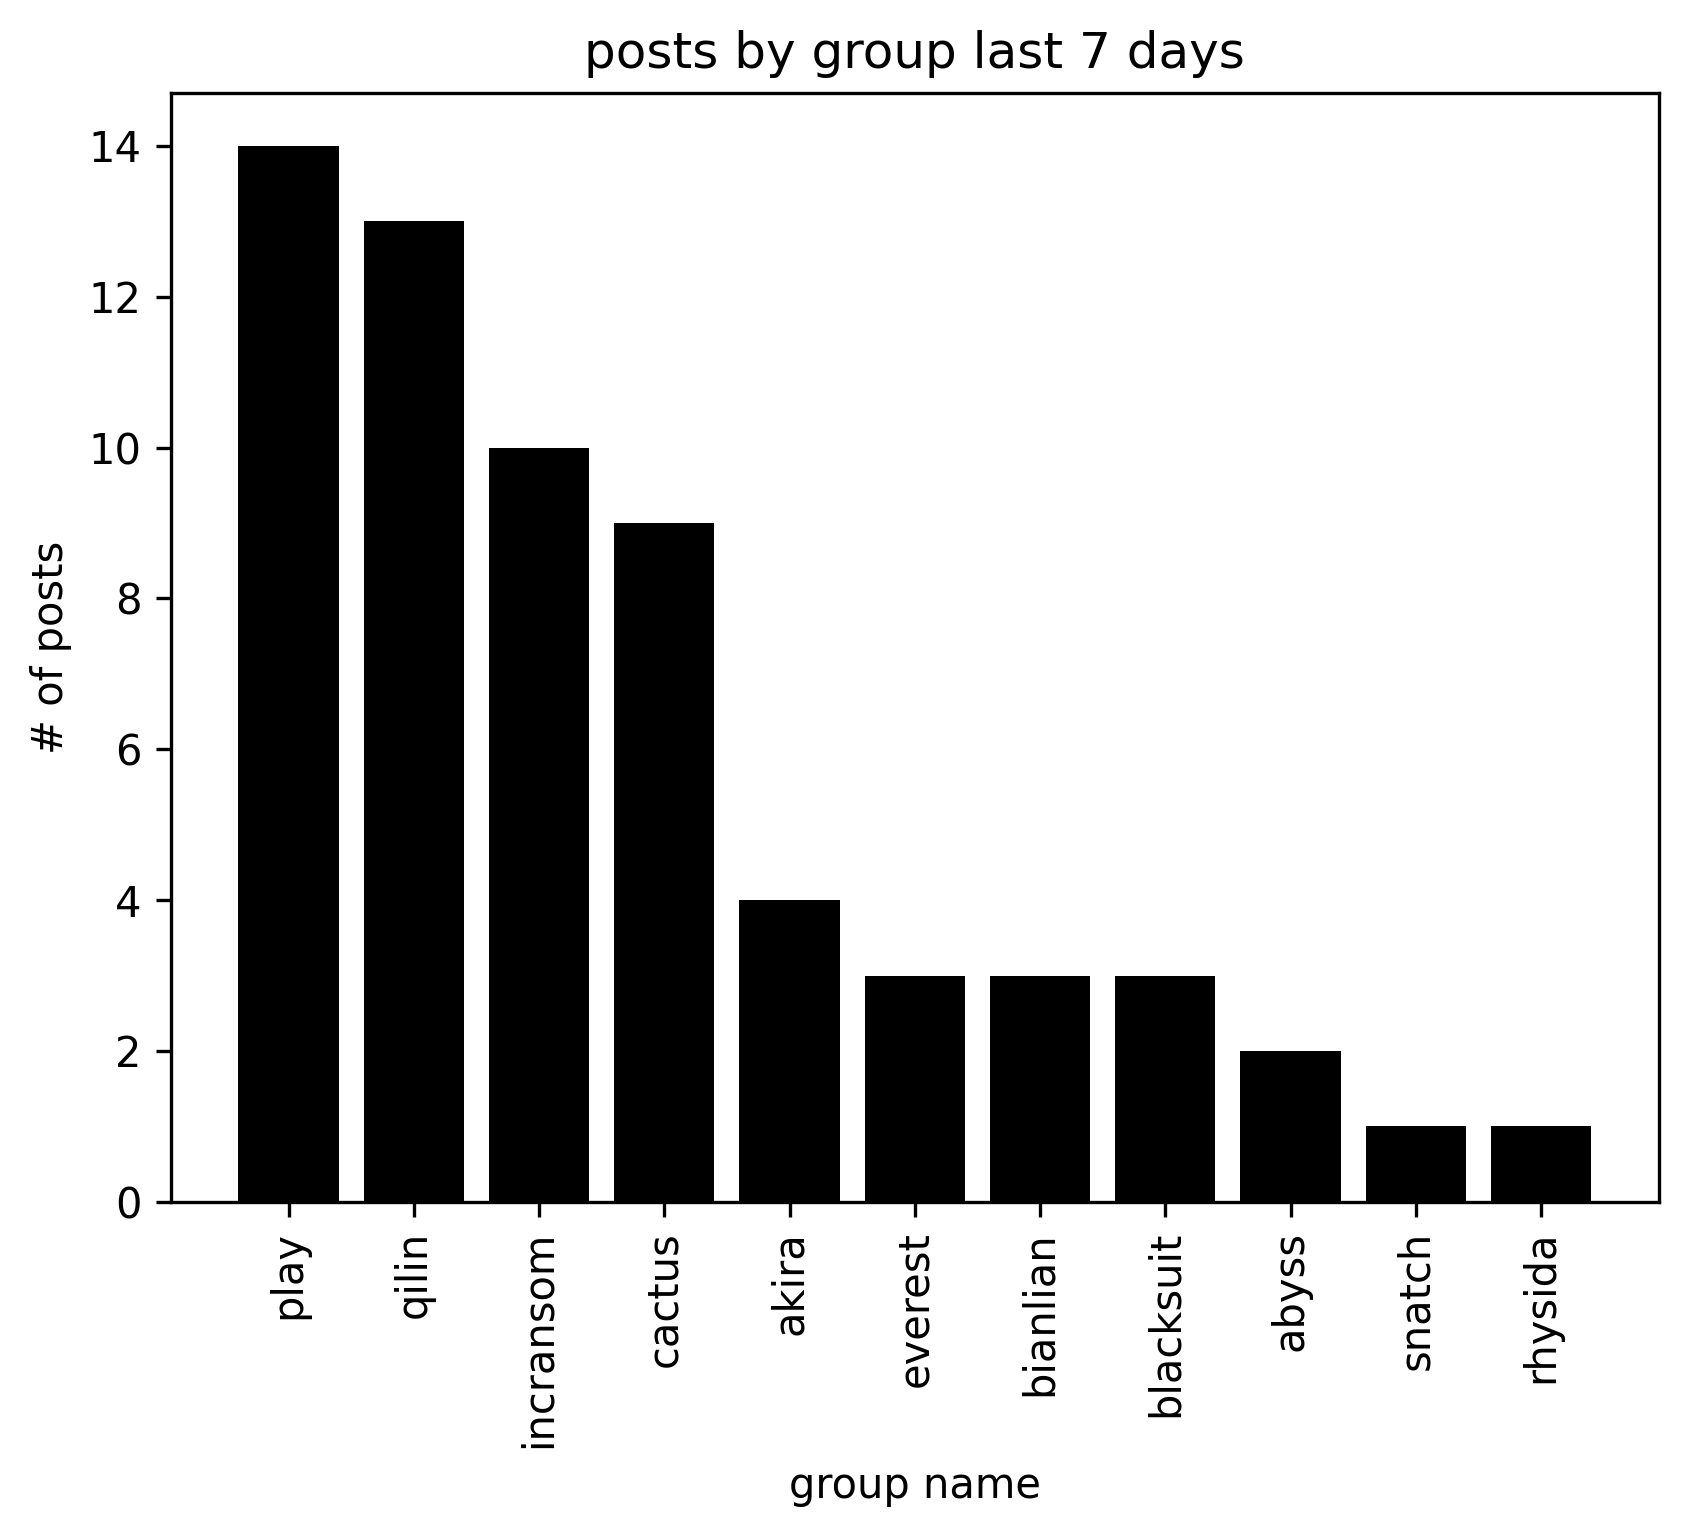 posts by group last 7 days
14
12
10
8
6
4
2
0
# of posts
play
qilin
incransom
cactus
akira
everest
bianlian
blacksuit
abyss
snatch
rhysida
group name